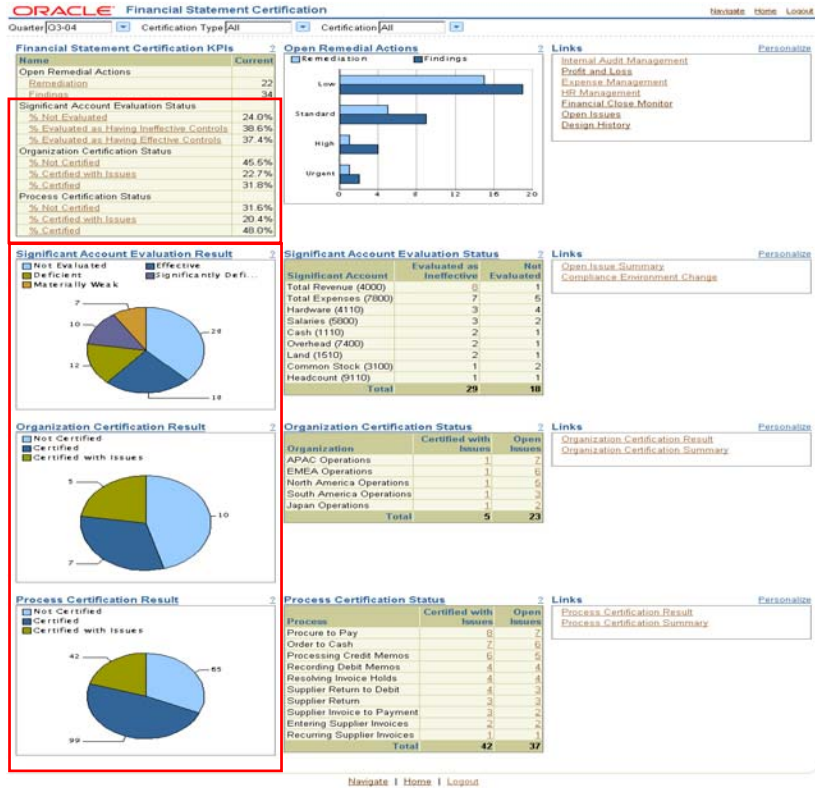 ORACLE Financial Statement Certification
Navigate Home Logout
Quarter Q3-04 Certification Type All Certification All
Financial Statement Certification KPIs ?
Name Current
Open Remedial Actions
Remediation 22
Findings 34
Significant Account Evaluation Status
% Not Evaluated 24.0%
% Evaluated as Having Ineffective Controls 38.6%
% Evaluated as Having Effective Controls 37.4%
Organization Certification Status
% Not Certified 45.5%
% Certified with Issues 22.7%
% Certified 31.8%
Process Certification Status
% Not Certified 31.6%
% Certified with Issues 20.4%
% Certified 48.0%
Open Remedial Actions ?
Remediation Findings
Low
Standard
High
Urgent
0 4 8 12 16 20
Links Personalize
Internal Audit Management
Profit and Loss
Expense Management
HR Management
Financial Close Monitor
Open Issues
Design History
Significant Account Evaluation Result ?
Not Evaluated Effective
Deficient Significantly Defi...
Materially Weak
7
10
20
12
18
Significant Account Evaluation Status ?
Significant Account Evaluated as Ineffective Not Evaluated
Total Revenue (4000) 8 1
Total Expenses (7800) 7 5
Hardware (4110) 3 4
Salaries (5800) 3 2
Cash (1110) 2 1
Overhead (7400) 2 1
Land (1510) 2 1
Common Stock (3100) 1 2
Headcount (9110) 1 1
Total 29 18
Links Personalize
Open Issue Summary
Compliance Environment Change
Organization Certification Result ?
Not Certified
Certified
Certified with Issues
5
10
7
Organization Certification Status ?
Organization Certified with Issues Open Issues
APAC Operations 1 7
EMEA Operations 1 6
North America Operations 1 5
South America Operations 1 3
Japan Operations 1 2
Total 5 23
Links Personalize
Organization Certification Result
Organization Certification Summary
Process Certification Result ?
Not Certified
Certified
Certified with Issues
42
65
99
Process Certification Status ?
Process Certified with Issues Open Issues
Procure to Pay 8 7
Order to Cash 7 6
Processing Credit Memos 6 5
Recording Debit Memos 4 4
Resolving Invoice Holds 4 4
Supplier Return to Debit 4 3
Supplier Return 3 3
Supplier Invoice to Payment 3 2
Entering Supplier Invoices 2 2
Recurring Supplier Invoices 1 1
Total 42 37
Links Personalize
Process Certification Result
Process Certification Summary
Navigate | Home | Logout